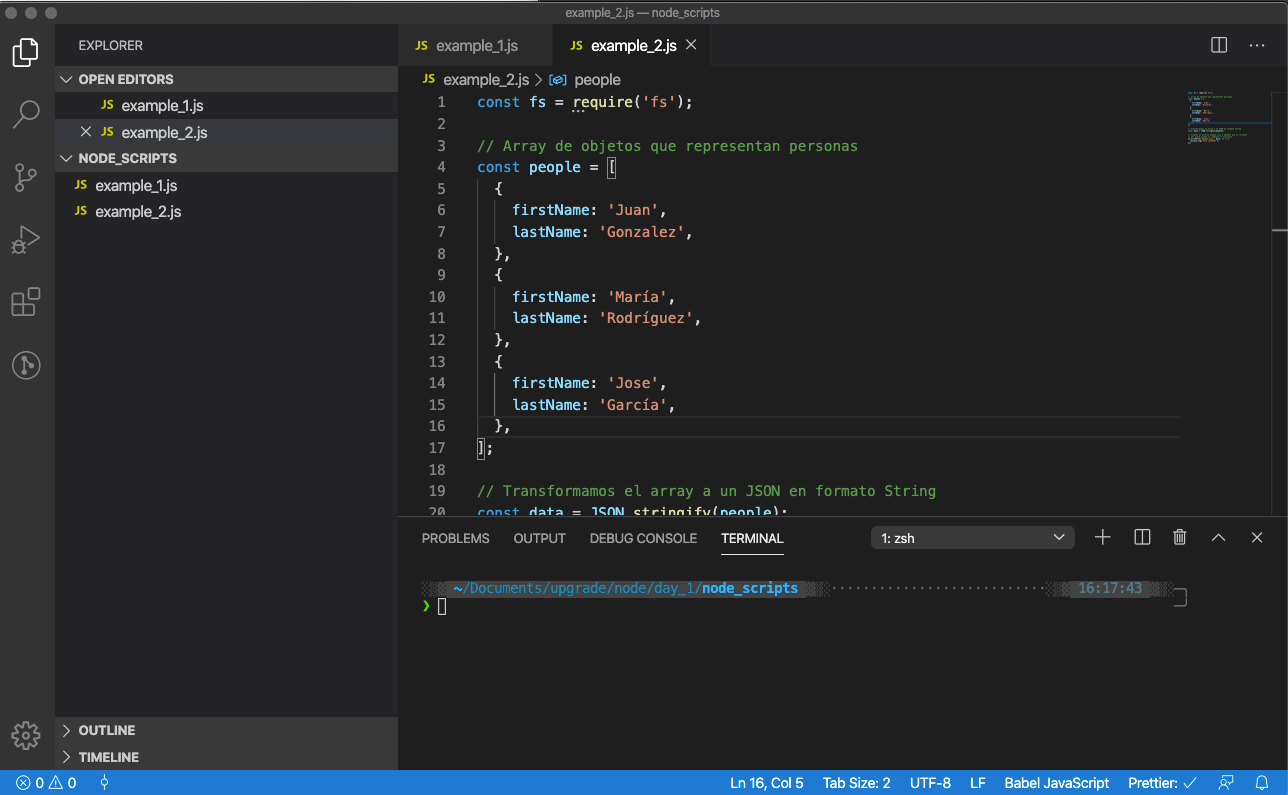 example_2.js — node_scripts
EXPLORER
OPEN EDITORS
JS example_1.js
JS example_2.js
NODE_SCRIPTS
JS example_1.js
JS example_2.js
OUTLINE
TIMELINE
JS example_1.js JS example_2.js
JS example_2.js > people
1 const fs = require('fs');
2
3 // Array de objetos que representan personas
4 const people = [
5 {
6 firstName: 'Juan',
7 lastName: 'Gonzalez',
8 },
9 {
10 firstName: 'María',
11 lastName: 'Rodríguez',
12 },
13 {
14 firstName: 'Jose',
15 lastName: 'García',
16 },
17 ];
18
19 // Transformamos el array a un JSON en formato String
20 const data = JSON.stringify(people);
PROBLEMS OUTPUT DEBUG CONSOLE TERMINAL 1: zsh
~/Documents/upgrade/node/day_1/node_scripts 16:17:43
❯
0 0 Ln 16, Col 5 Tab Size: 2 UTF-8 LF Babel JavaScript Prettier: ✓